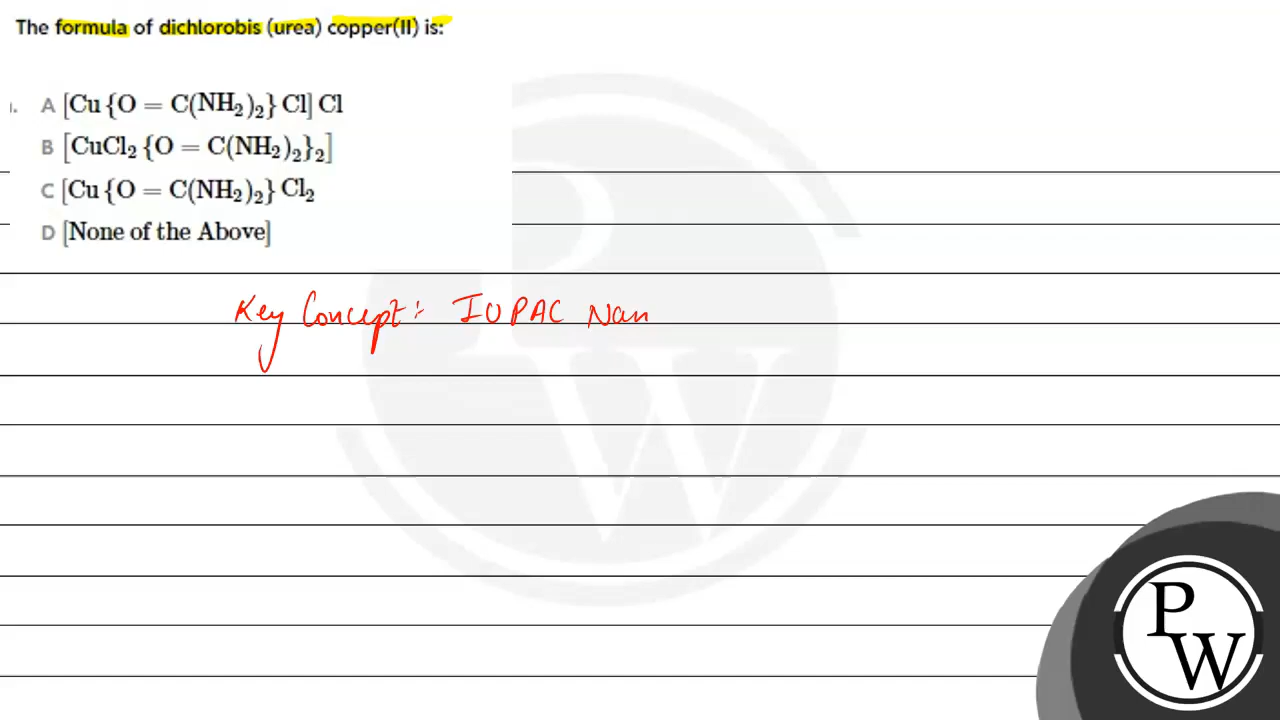 The formula of dichlorobis (urea) copper(II) is:
A [Cu {O = C(NH₂)₂} Cl] Cl
B [CuCl₂ {O = C(NH₂)₂}₂]
C [Cu {O = C(NH₂)₂} Cl₂
D [None of the Above]
Key Concept:- IUPAC Nam
P
W
P
W